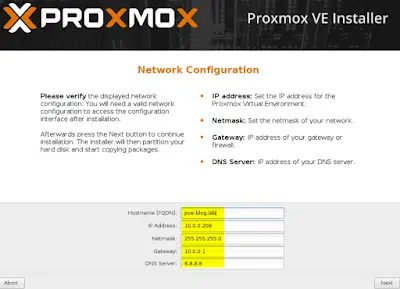 PROXMOX
Proxmox VE Installer
Network Configuration
Please verify the displayed network
configuration. You will need a valid network
configuration to access the configuration
interface after installation.
Afterwards press the Next button to continue
installation. The installer will then partition your
hard disk and start copying packages.
IP address: Set the IP address for the
Proxmox Virtual Environment.
Netmask: Set the netmask of your network.
Gateway: IP address of your gateway or
firewall.
DNS Server: IP address of your DNS server.
Hostname (FQDN): pve-blog.lab
IP Address: 10.0.0.209
Netmask: 255.255.255.0
Gateway: 10.0.0.1
DNS Server: 8.8.8.8
Abort
Next